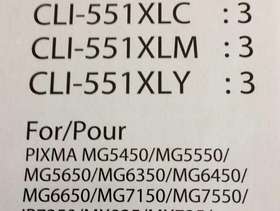 CLI-551XLC : 3
CLI-551XLM : 3
CLI-551XLY : 3
For/Pour
PIXMA MG5450/MG5550/
MG5650/MG6350/MG6450/
MG6650/MG7150/MG7550/